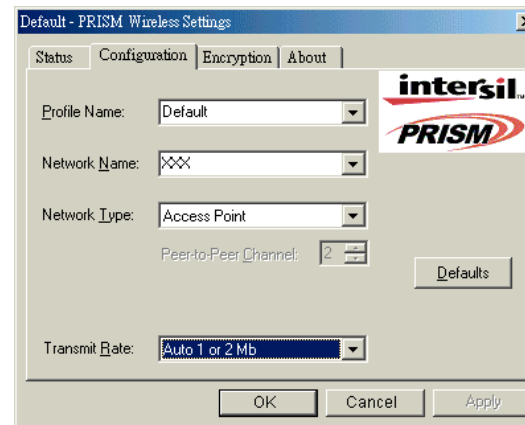 Default - PRISM Wireless Settings
Status Configuration Encryption About
intersil™
PRISM
Profile Name: Default
Network Name: XXX
Network Type: Access Point
Peer-to-Peer Channel: 2
Defaults
Transmit Rate: Auto 1 or 2 Mb
OK Cancel Apply